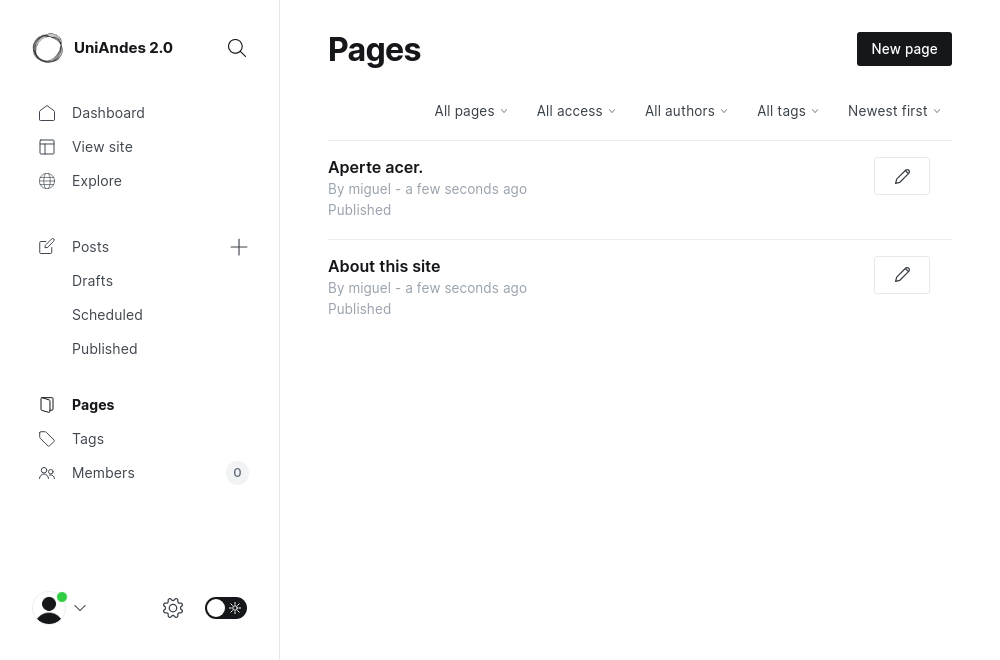 UniAndes 2.0
Dashboard
View site
Explore
Posts
Drafts
Scheduled
Published
Pages
Tags
Members 0
Pages
New page
All pages All access All authors All tags Newest first
Aperte acer.
By miguel - a few seconds ago
Published
About this site
By miguel - a few seconds ago
Published